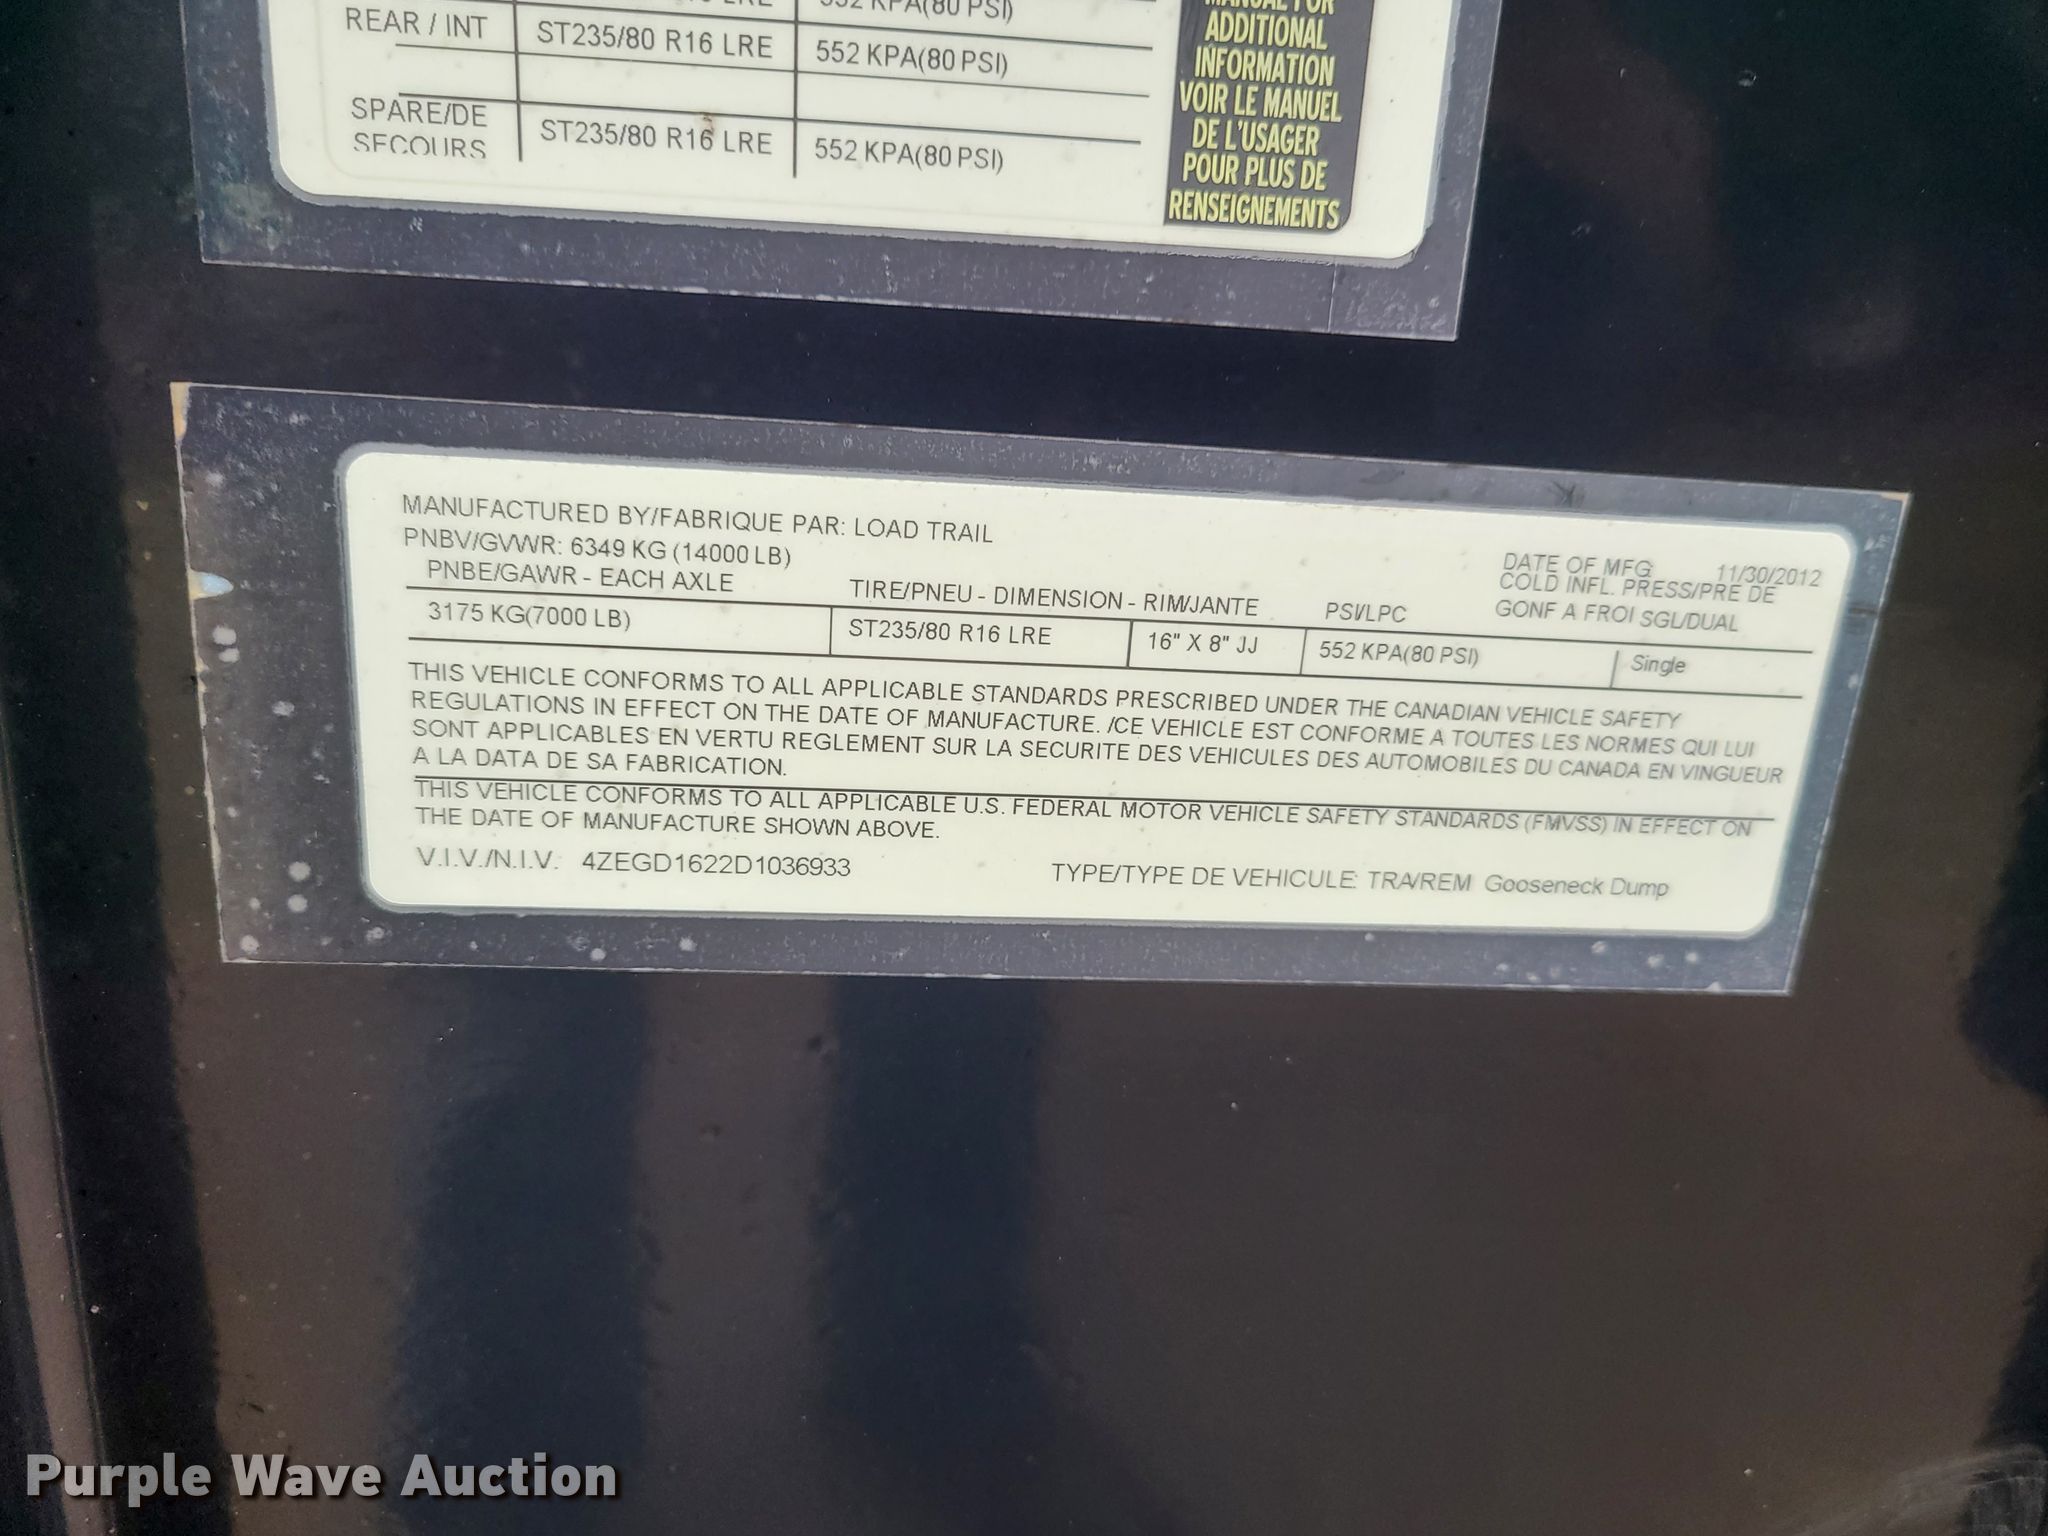 552 KPA(80 PSI)
REAR / INT ST235/80 R16 LRE 552 KPA(80 PSI)
SPARE/DE
SECOURS ST235/80 R16 LRE 552 KPA(80 PSI)
MANUAL FOR
ADDITIONAL
INFORMATION
VOIR LE MANUEL
DE L'USAGER
POUR PLUS DE
RENSEIGNEMENTS
MANUFACTURED BY/FABRIQUE PAR: LOAD TRAIL
PNBV/GVWR: 6349 KG (14000 LB)
DATE OF MFG 11/30/2012
PNBE/GAWR - EACH AXLE TIRE/PNEU - DIMENSION - RIM/JANTE PSI/LPC COLD INFL. PRESS/PRE DE
GONF A FROI SGL/DUAL
3175 KG(7000 LB) ST235/80 R16 LRE 16" X 8" JJ 552 KPA(80 PSI) Single
THIS VEHICLE CONFORMS TO ALL APPLICABLE STANDARDS PRESCRIBED UNDER THE CANADIAN VEHICLE SAFETY
REGULATIONS IN EFFECT ON THE DATE OF MANUFACTURE. /CE VEHICLE EST CONFORME A TOUTES LES NORMES QUI LUI
SONT APPLICABLES EN VERTU REGLEMENT SUR LA SECURITE DES VEHICULES DES AUTOMOBILES DU CANADA EN VINGUEUR
A LA DATA DE SA FABRICATION.
THIS VEHICLE CONFORMS TO ALL APPLICABLE U.S. FEDERAL MOTOR VEHICLE SAFETY STANDARDS (FMVSS) IN EFFECT ON
THE DATE OF MANUFACTURE SHOWN ABOVE.
V.I.V./N.I.V.: 4ZEGD1622D1036933 TYPE/TYPE DE VEHICULE: TRA/REM Gooseneck Dump
Purple Wave Auction